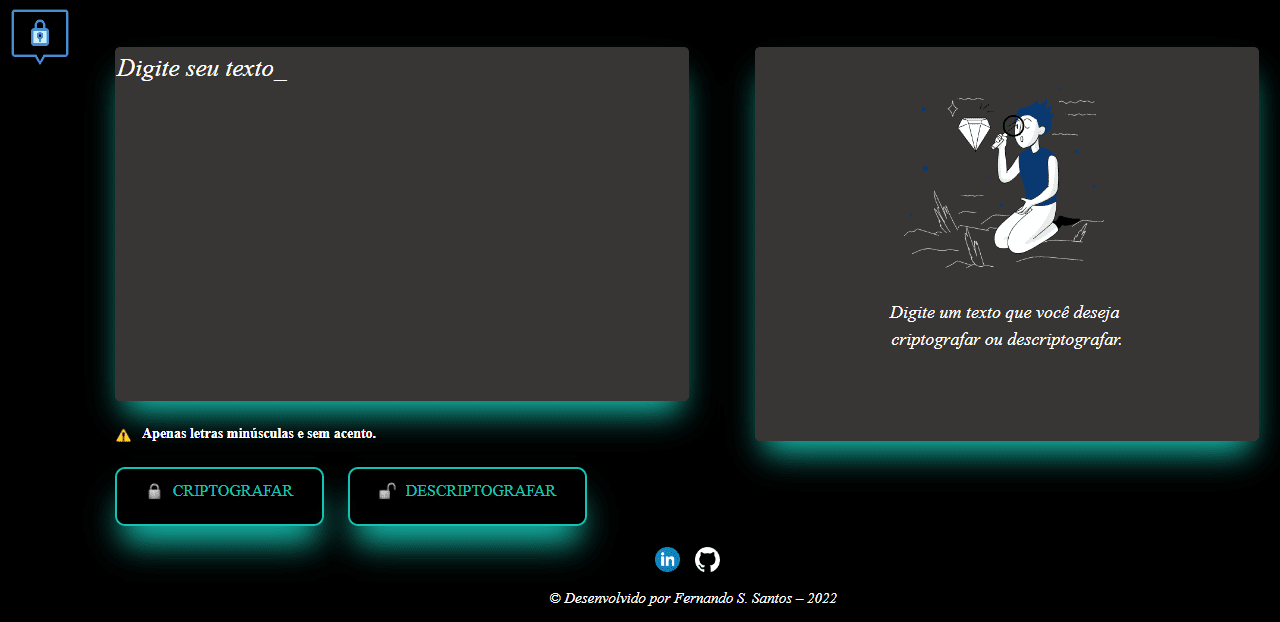 Digite seu texto_
Digite um texto que você deseja
criptografar ou descriptografar.
Apenas letras minúsculas e sem acento.
CRIPTOGRAFAR
DESCRIPTOGRAFAR
in
© Desenvolvido por Fernando S. Santos – 2022